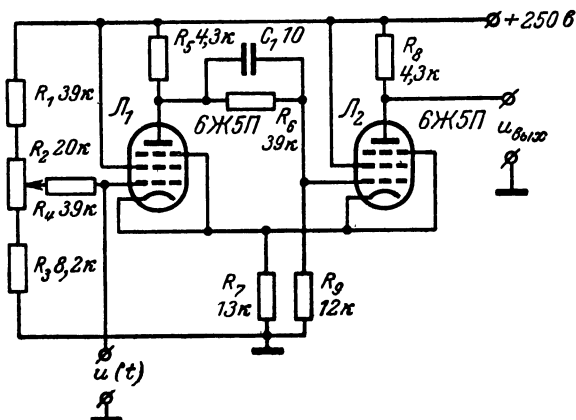 +250 в
R5 4,3к
C1 10
R8
4,3к
R1 39к
Л1
Л2
6Ж5П
R6
39к
6Ж5П
uвых
R2 20к
R4 39к
R3 8,2к
R7
13к
R9
12к
u(t)